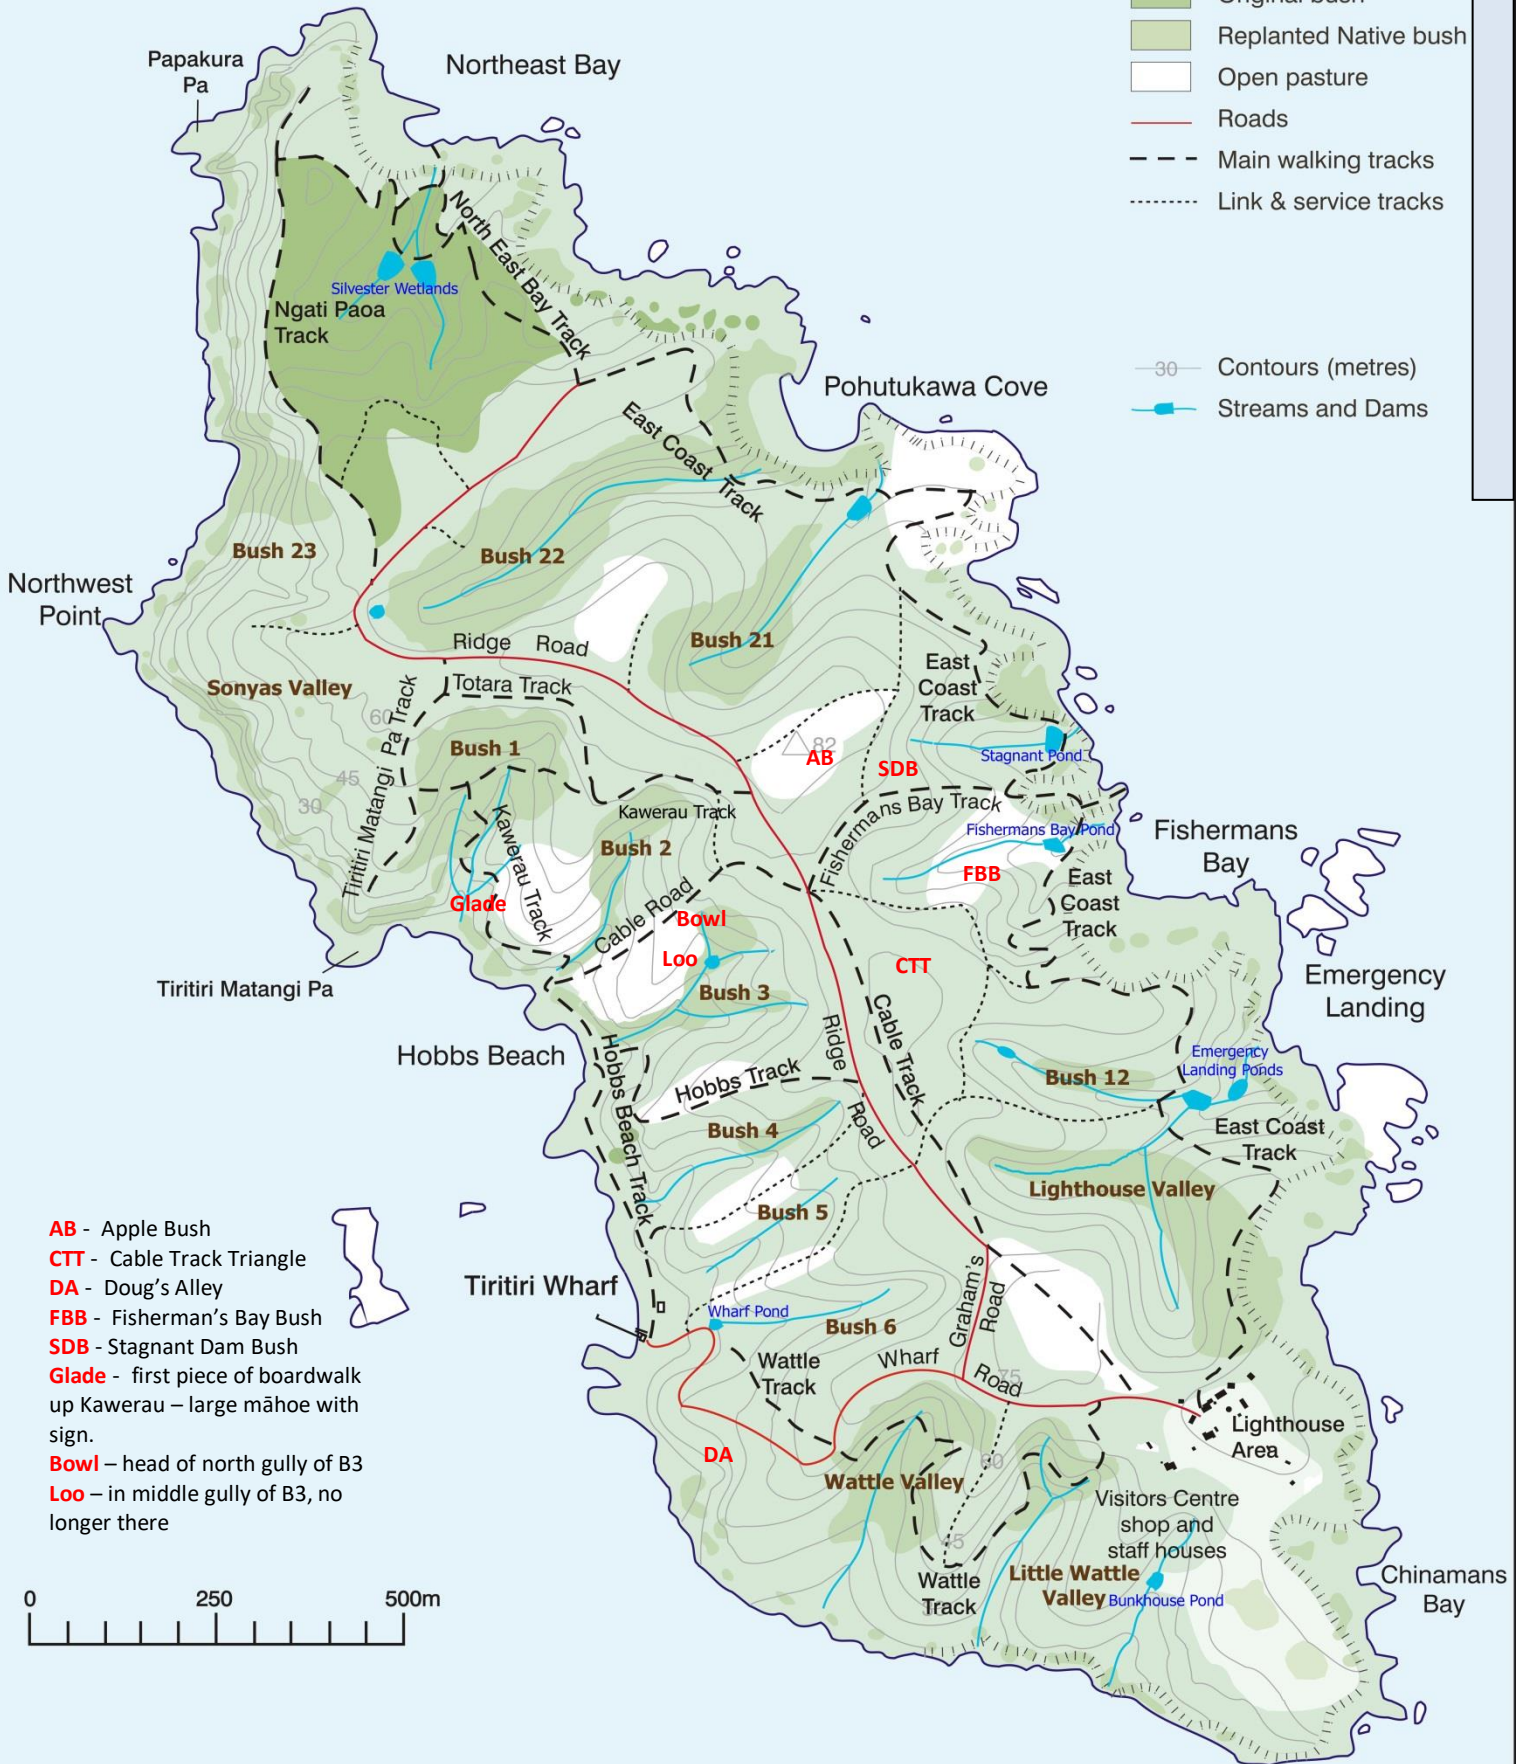 Original bush
Replanted Native bush
Open pasture
Roads
Main walking tracks
Link & service tracks
30 Contours (metres)
Streams and Dams
Papakura
Pa
Northeast Bay
North East Bay Track
Silvester Wetlands
Ngati Paoa
Track
Pohutukawa Cove
East Coast Track
Bush 23
Bush 22
Northwest
Point
Ridge Road
Bush 21
Totara Track
Sonyas Valley
60
45
30
Tiritiri Matangi Pa Track
Bush 1
East
Coast
Track
82
AB
SDB
Stagnant Pond
Kawerau Track
Fishermans Bay Track
Kawerau Track
Bush 2
Fishermans Bay Pond
Fishermans
Bay
FBB
East
Coast
Track
Glade
Cable Road
Bowl
Loo
CTT
Bush 3
Tiritiri Matangi Pa
Emergency
Landing
Hobbs Beach
Ridge
Road
Cable Track
Hobbs Beach Track
Hobbs Track
Bush 12
Emergency
Landing Ponds
Bush 4
East Coast
Track
Lighthouse Valley
Bush 5
AB - Apple Bush
CTT - Cable Track Triangle
DA - Doug’s Alley
FBB - Fisherman’s Bay Bush
SDB - Stagnant Dam Bush
Glade - first piece of boardwalk
up Kawerau – large māhoe with
sign.
Bowl – head of north gully of B3
Loo – in middle gully of B3, no
longer there
Tiritiri Wharf
Wharf Pond
Bush 6
Graham's
Road
Wattle
Track
Wharf
Road
75
Lighthouse
Area
DA
Wattle Valley
60
Visitors Centre
shop and
staff houses
45
Wattle
Track
Little Wattle
Valley
Bunkhouse Pond
Chinamans
Bay
0 250 500m